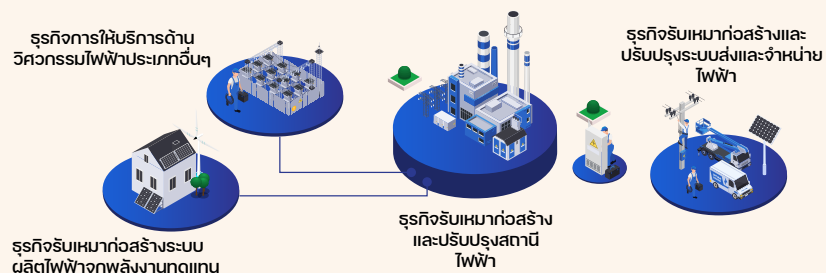 ธุรกิจการให้บริการด้าน
วิศวกรรมไฟฟ้าประเภทอื่นๆ
ธุรกิจรับเหมาก่อสร้างและ
ปรับปรุงระบบส่งและจำหน่าย
ไฟฟ้า
ธุรกิจรับเหมาก่อสร้าง
และปรับปรุงสถานี
ไฟฟ้า
ธุรกิจรับเหมาก่อสร้างระบบ
ผลิตไฟฟ้าจกพลังงานทดแทน